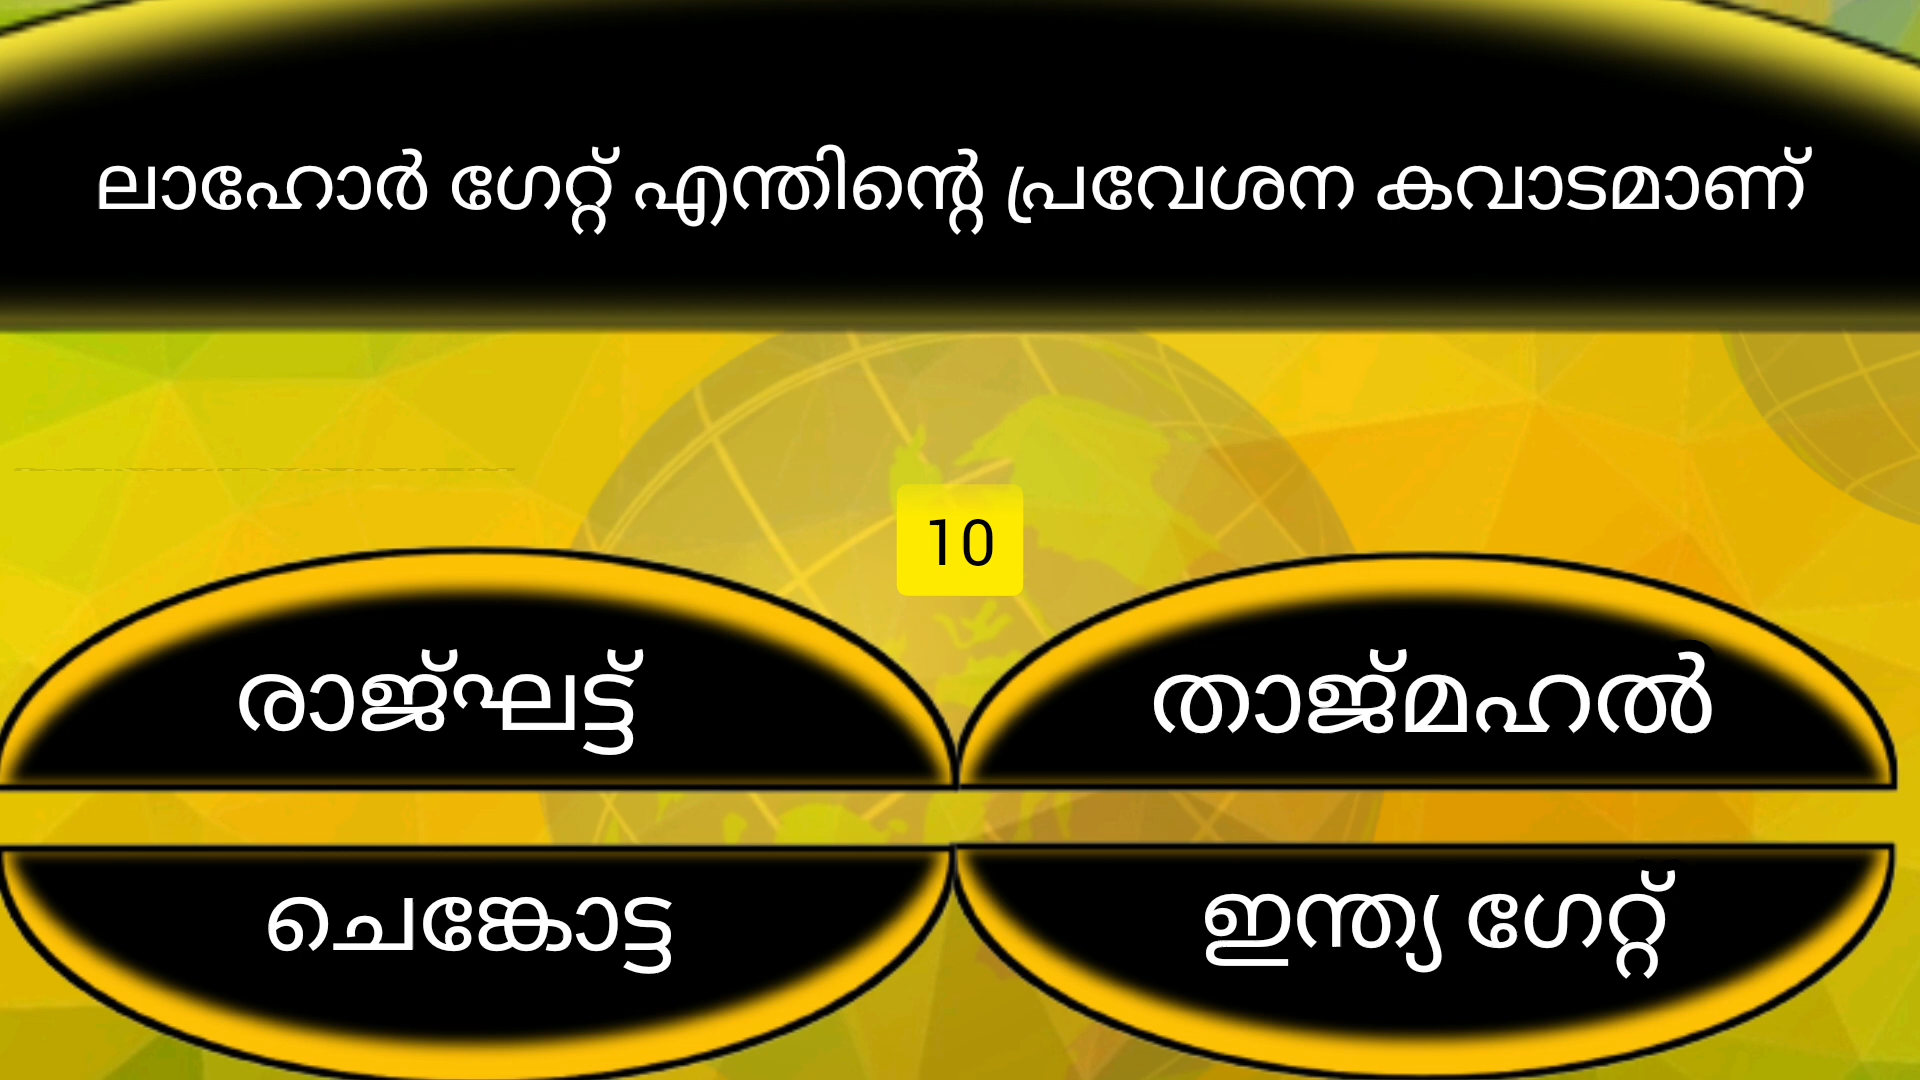 ലാഹോർ ഗേറ്റ് എന്തിന്റെ പ്രവേശന കവാടമാണ്
10
രാജ്ഘട്ട്
താജ്മഹൽ
ചെങ്കോട്ട
ഇന്ത്യ ഗേറ്റ്